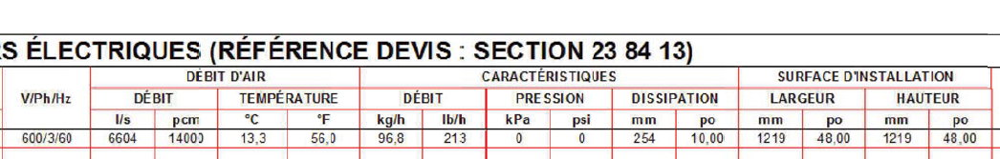 S ÉLECTRIQUES (RÉFÉRENCE DEVIS : SECTION 23 84 13)
DÉBIT D'AIR CARACTÉRISTIQUES SURFACE D'INSTALLATION
V/Ph/Hz DÉBIT TEMPÉRATURE DÉBIT PRESSION DISSIPATION LARGEUR HAUTEUR
l/s pcm °C °F kg/h lb/h kPa psi mm po mm po mm po
600/3/60 6604 14000 13,3 56,0 96,8 213 0 0 254 10,00 1219 48,00 1219 48,00